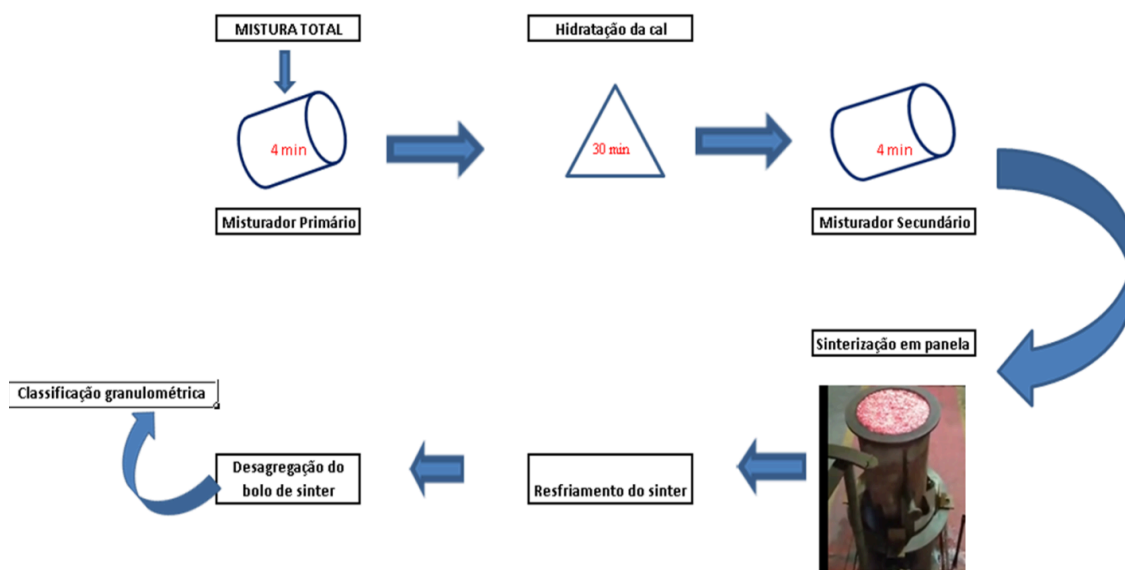 MISTURA TOTAL
Hidratação da cal
4 min
30 min
4 min
Misturador Primário
Misturador Secundário
Sinterização em panela
Classificação granulométrica
Desagregação do
bolo de sinter
Resfriamento do sinter